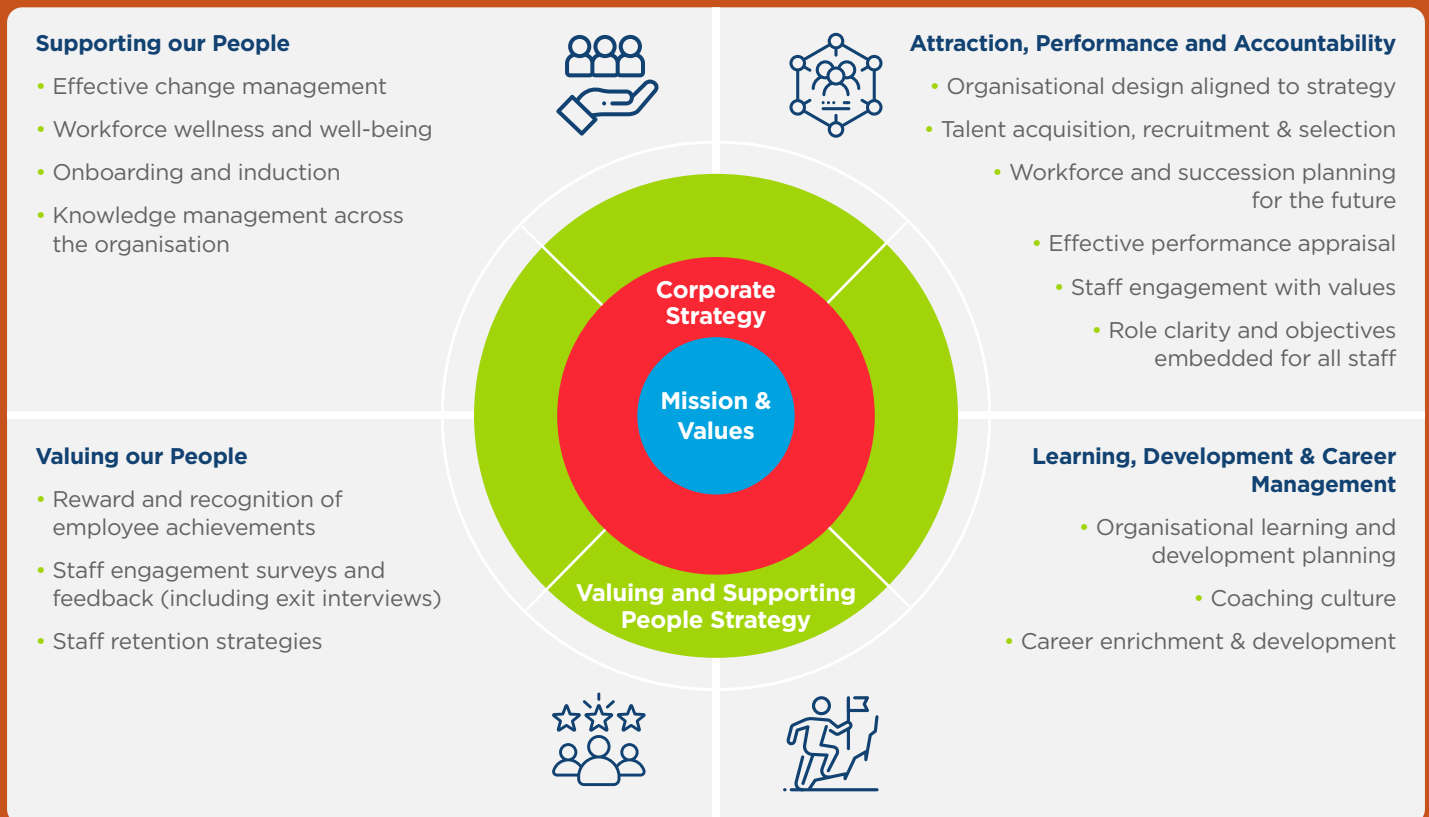 Supporting our People
• Effective change management
• Workforce wellness and well-being
• Onboarding and induction
• Knowledge management across
the organisation
Attraction, Performance and Accountability
• Organisational design aligned to strategy
• Talent acquisition, recruitment & selection
• Workforce and succession planning
for the future
• Effective performance appraisal
• Staff engagement with values
• Role clarity and objectives
embedded for all staff
Corporate
Strategy
Mission &
Values
Valuing and Supporting
People Strategy
Valuing our People
• Reward and recognition of
employee achievements
• Staff engagement surveys and
feedback (including exit interviews)
• Staff retention strategies
Learning, Development & Career
Management
• Organisational learning and
development planning
• Coaching culture
• Career enrichment & development